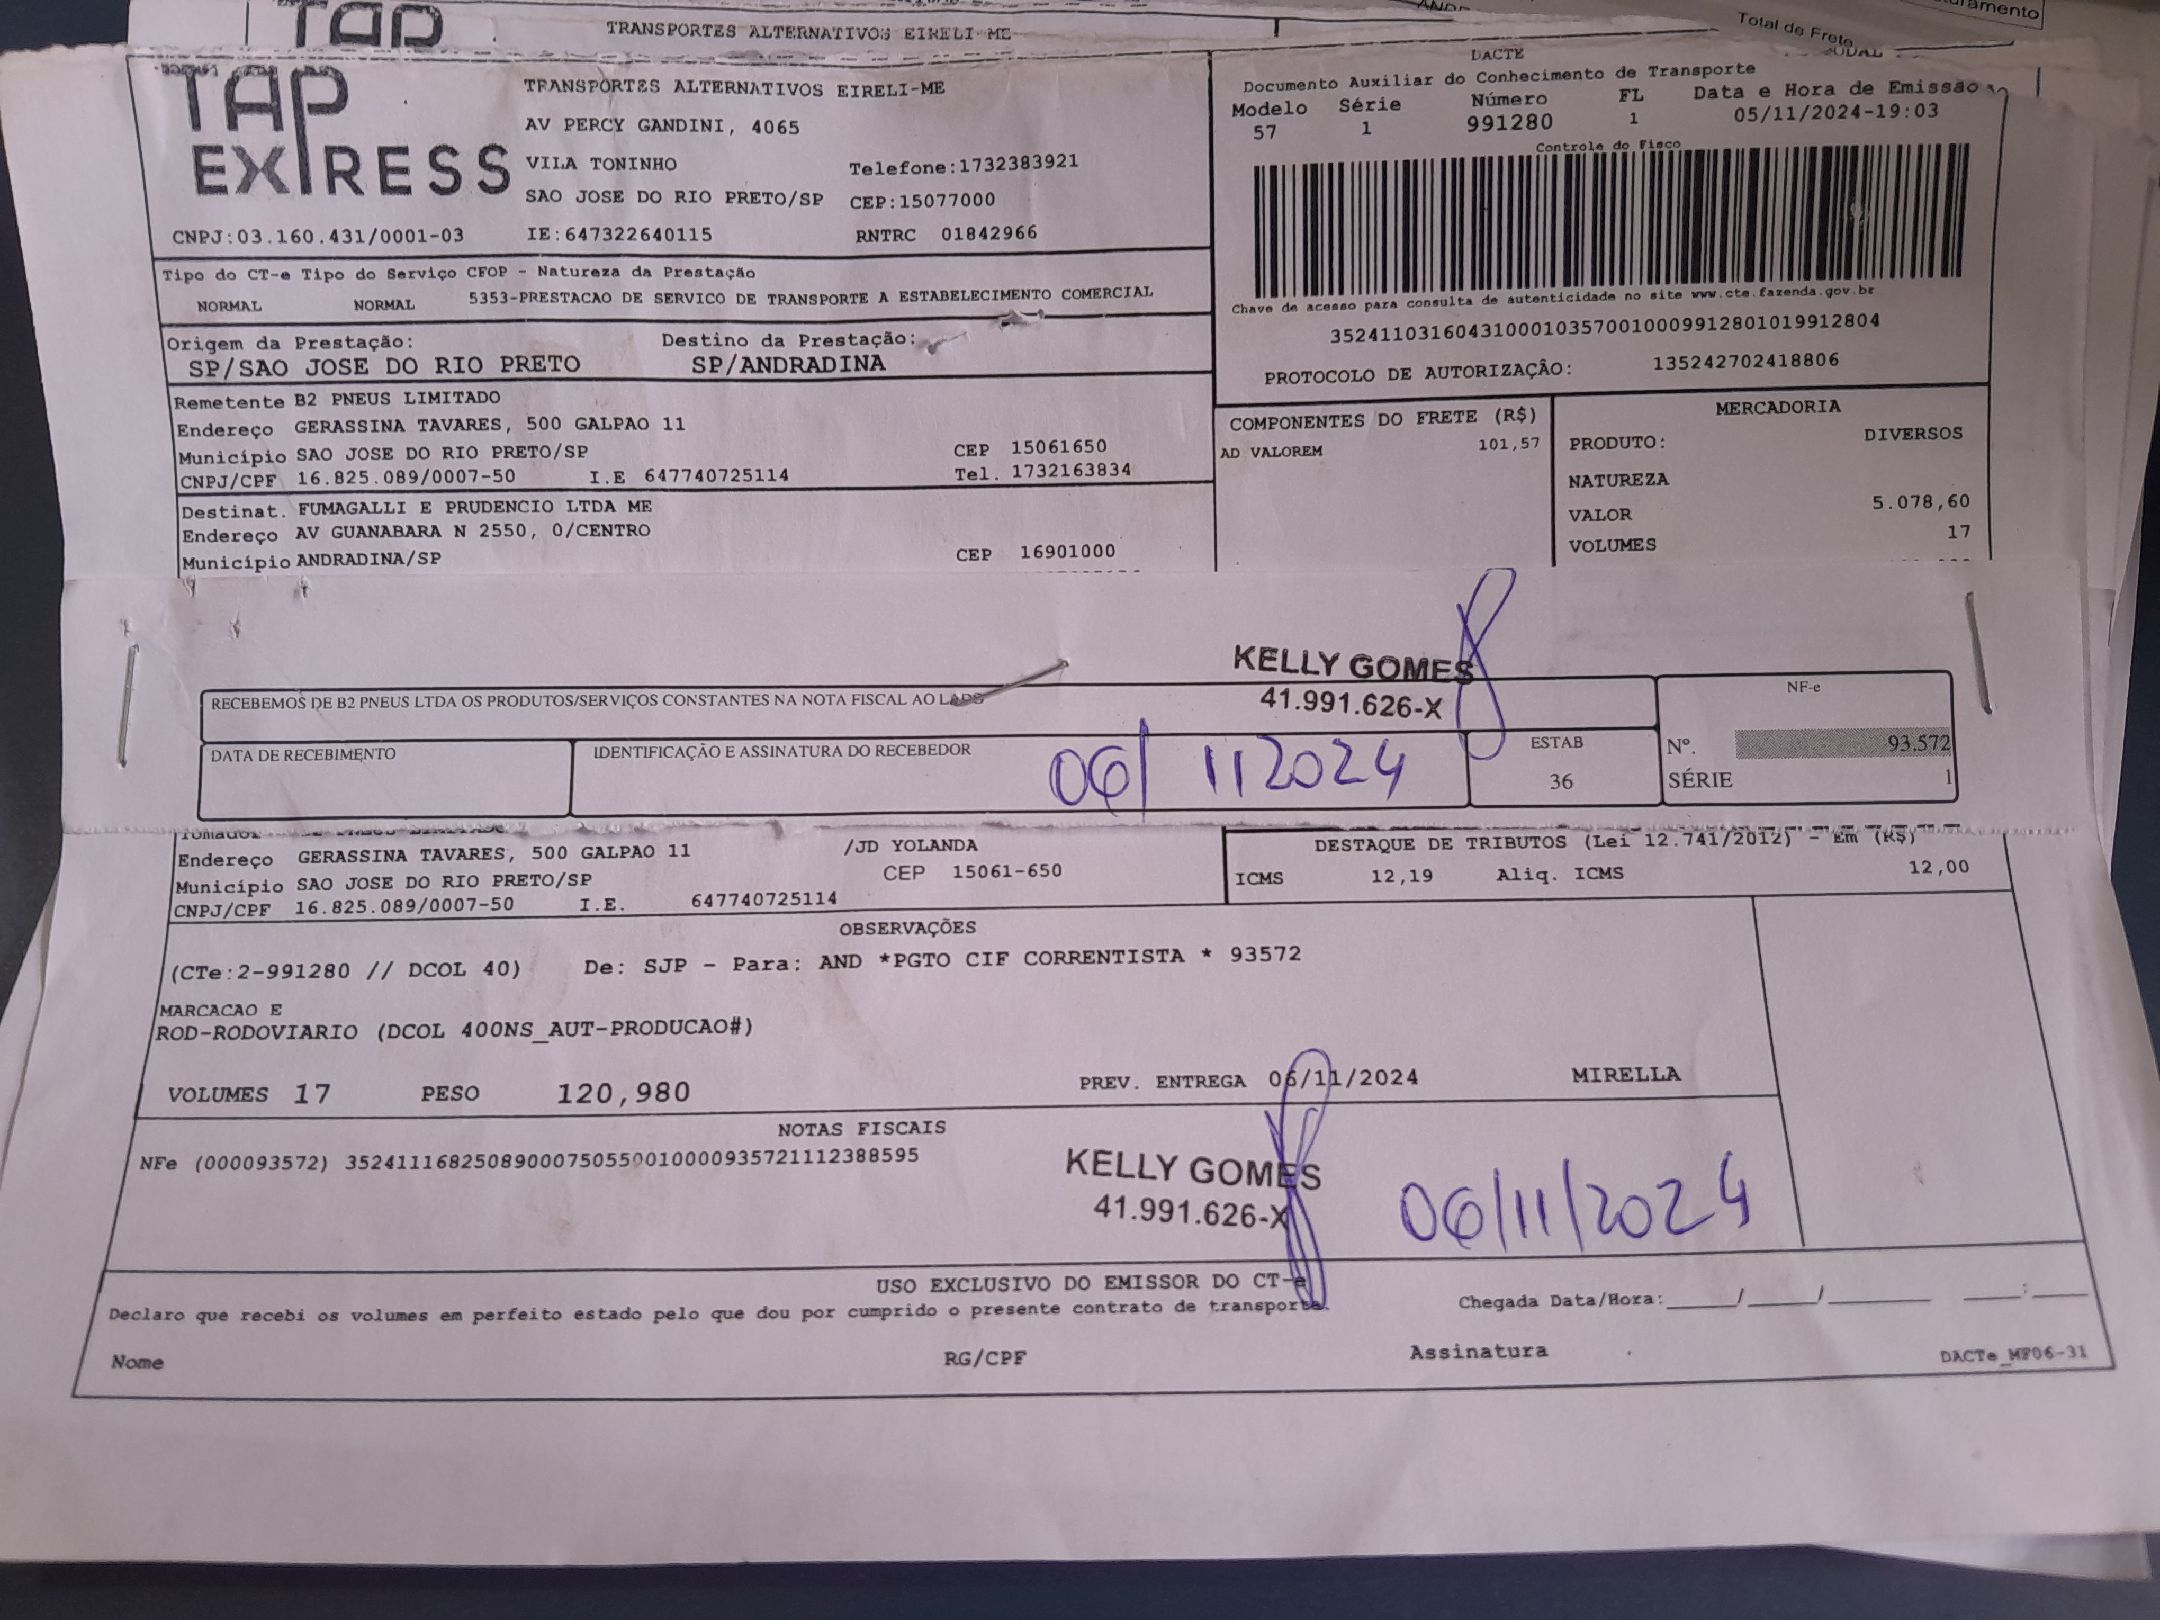 TAP
TRANSPORTES ALTERNATIVOS EIRELI-ME
Total de Frete
TAP
EXPRESS
TRANSPORTES ALTERNATIVOS EIRELI-ME
AV PERCY GANDINI, 4065
VILA TONINHO Telefone:1732383921
SAO JOSE DO RIO PRETO/SP CEP:15077000
CNPJ:03.160.431/0001-03 IE:647322640115 RNTRC 01842966
DACTE
Documento Auxiliar do Conhecimento de Transporte
Modelo Série Número FL Data e Hora de Emissão
57 1 991280 1 05/11/2024-19:03
Controle do Fisco
Chave de acesso para consulta de autenticidade no site www.cte.fazenda.gov.br
35241103160431000103570010009912801019912804
PROTOCOLO DE AUTORIZAÇÂO: 135242702418806
Tipo do CT-e Tipo do Serviço CFOP - Natureza da Prestação
NORMAL NORMAL 5353-PRESTACAO DE SERVICO DE TRANSPORTE A ESTABELECIMENTO COMERCIAL
Origem da Prestação: Destino da Prestação:
SP/SAO JOSE DO RIO PRETO SP/ANDRADINA
Remetente B2 PNEUS LIMITADO
Endereço GERASSINA TAVARES, 500 GALPAO 11
Município SAO JOSE DO RIO PRETO/SP CEP 15061650
CNPJ/CPF 16.825.089/0007-50 I.E 647740725114 Tel. 1732163834
Destinat. FUMAGALLI E PRUDENCIO LTDA ME
Endereço AV GUANABARA N 2550, 0/CENTRO
Município ANDRADINA/SP CEP 16901000
COMPONENTES DO FRETE (R$)
AD VALOREM 101,57
MERCADORIA
PRODUTO: DIVERSOS
NATUREZA
VALOR 5.078,60
VOLUMES 17
KELLY GOMES
41.991.626-X
RECEBEMOS DE B2 PNEUS LTDA OS PRODUTOS/SERVIÇOS CONSTANTES NA NOTA FISCAL AO LADO
DATA DE RECEBIMENTO IDENTIFICAÇÃO E ASSINATURA DO RECEBEDOR
06/ 11 2024
ESTAB
36
NF-e
Nº. 93.572
SÉRIE 1
Endereço GERASSINA TAVARES, 500 GALPAO 11 /JD YOLANDA
Município SAO JOSE DO RIO PRETO/SP CEP 15061-650
CNPJ/CPF 16.825.089/0007-50 I.E. 647740725114
DESTAQUE DE TRIBUTOS (Lei 12.741/2012) - Em (R$)
ICMS 12,19 Aliq. ICMS 12,00
OBSERVAÇÕES
(CTe:2-991280 // DCOL 40) De: SJP - Para: AND *PGTO CIF CORRENTISTA * 93572
MARCACAO E
ROD-RODOVIARIO (DCOL 400NS_AUT-PRODUCAO#)
VOLUMES 17 PESO 120,980 PREV. ENTREGA 06/11/2024 MIRELLA
NOTAS FISCAIS
NFe (000093572) 35241116825089000750550010000935721112388595
KELLY GOMES
41.991.626-X
06/11/2024
USO EXCLUSIVO DO EMISSOR DO CT-e
Declaro que recebi os volumes em perfeito estado pelo que dou por cumprido o presente contrato de transporte. Chegada Data/Hora:_____/_____/________ ____:____
Nome RG/CPF Assinatura DACTe_MF06-31